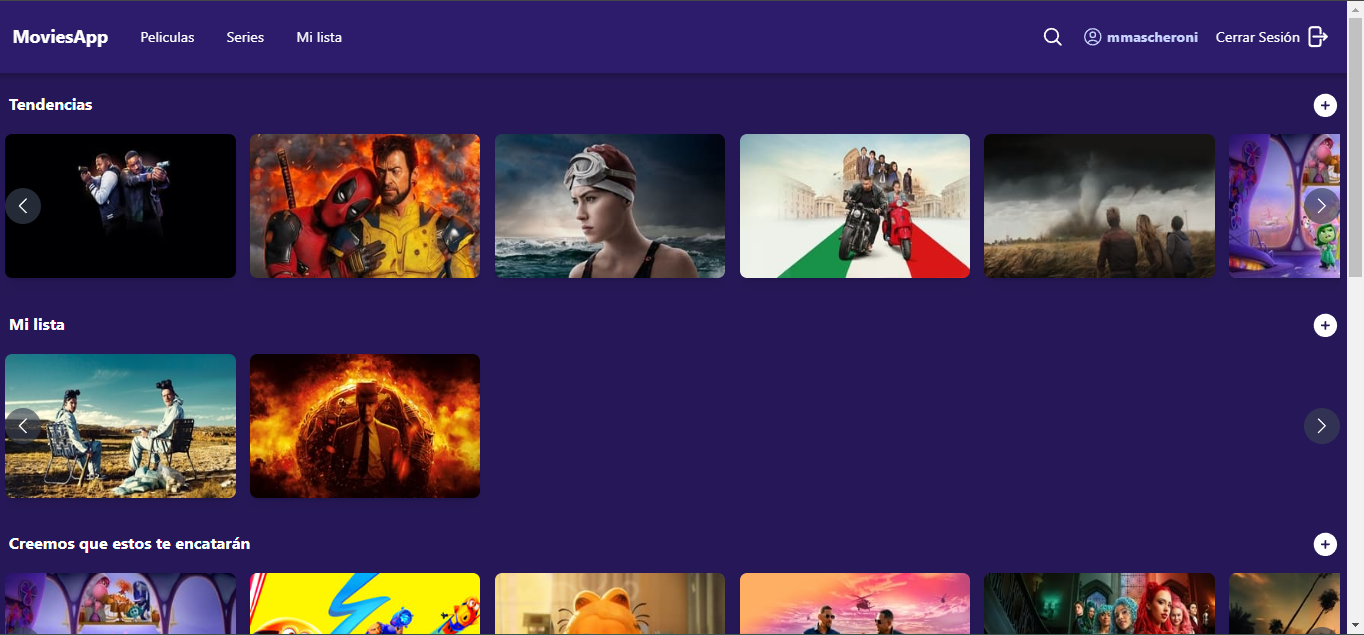 MoviesApp Peliculas Series Mi lista mmascheroni Cerrar Sesión
Tendencias
Mi lista
Creemos que estos te encatarán